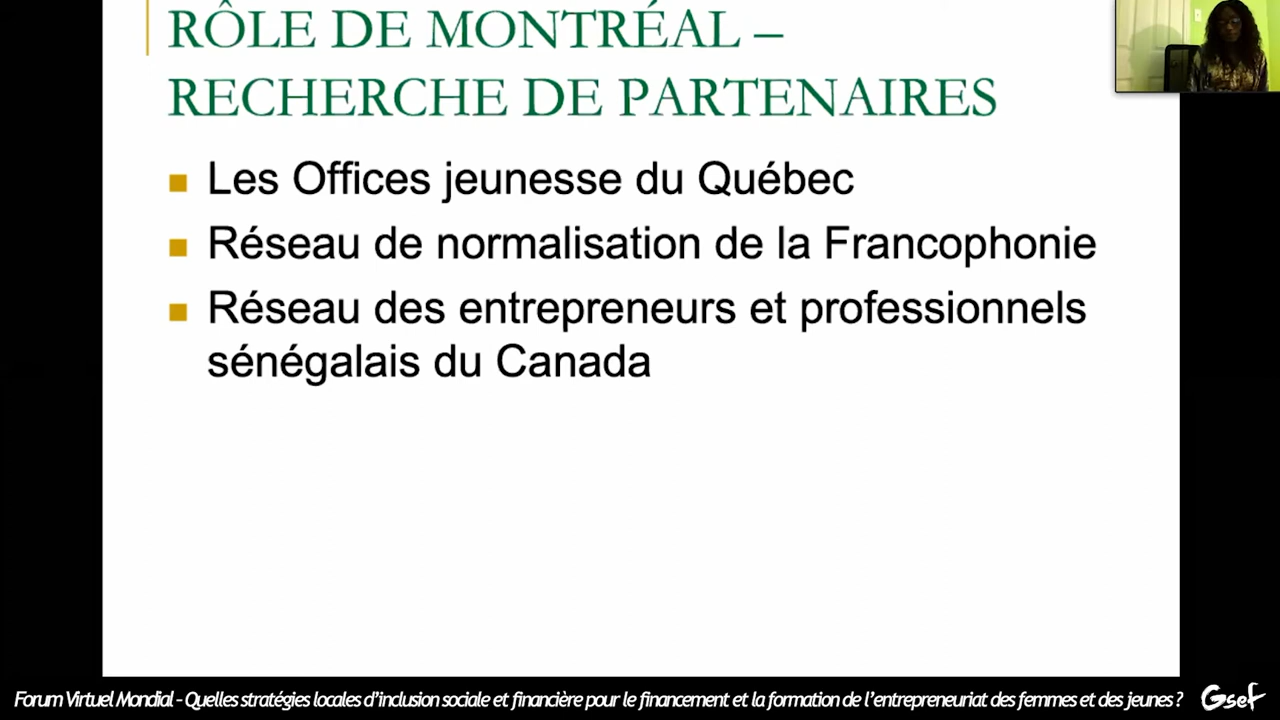 RÔLE DE MONTRÉAL –
RECHERCHE DE PARTENAIRES
Les Offices jeunesse du Québec
Réseau de normalisation de la Francophonie
Réseau des entrepreneurs et professionnels
sénégalais du Canada
Forum Virtuel Mondial - Quelles stratégies locales d'inclusion sociale et financière pour le financement et la formation de l'entrepreneuriat des femmes et des jeunes ?
Gsef